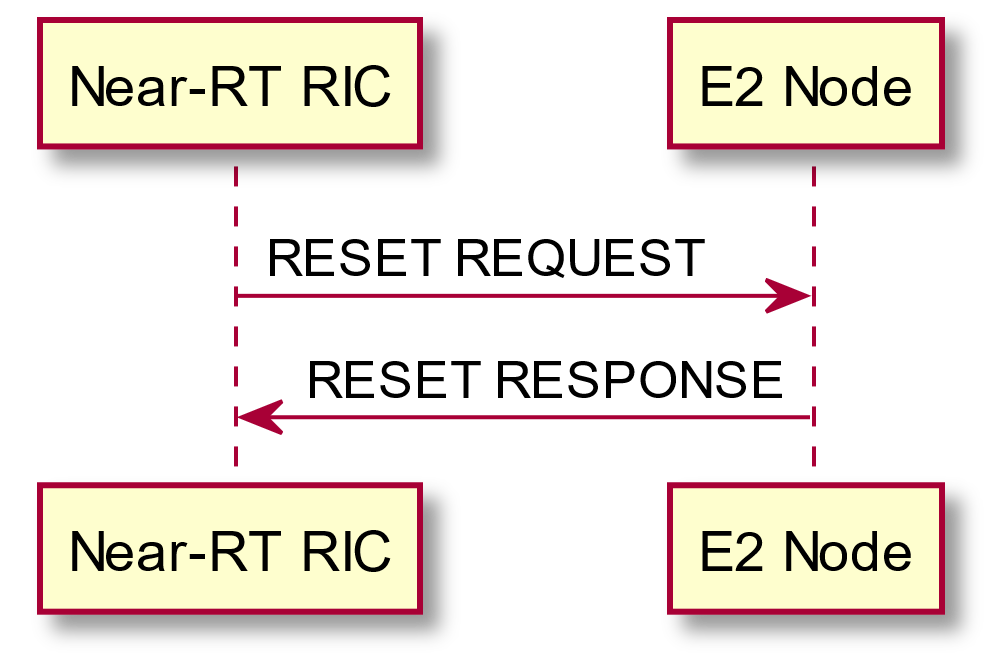 Near-RT RIC
E2 Node
RESET REQUEST
RESET RESPONSE
Near-RT RIC
E2 Node